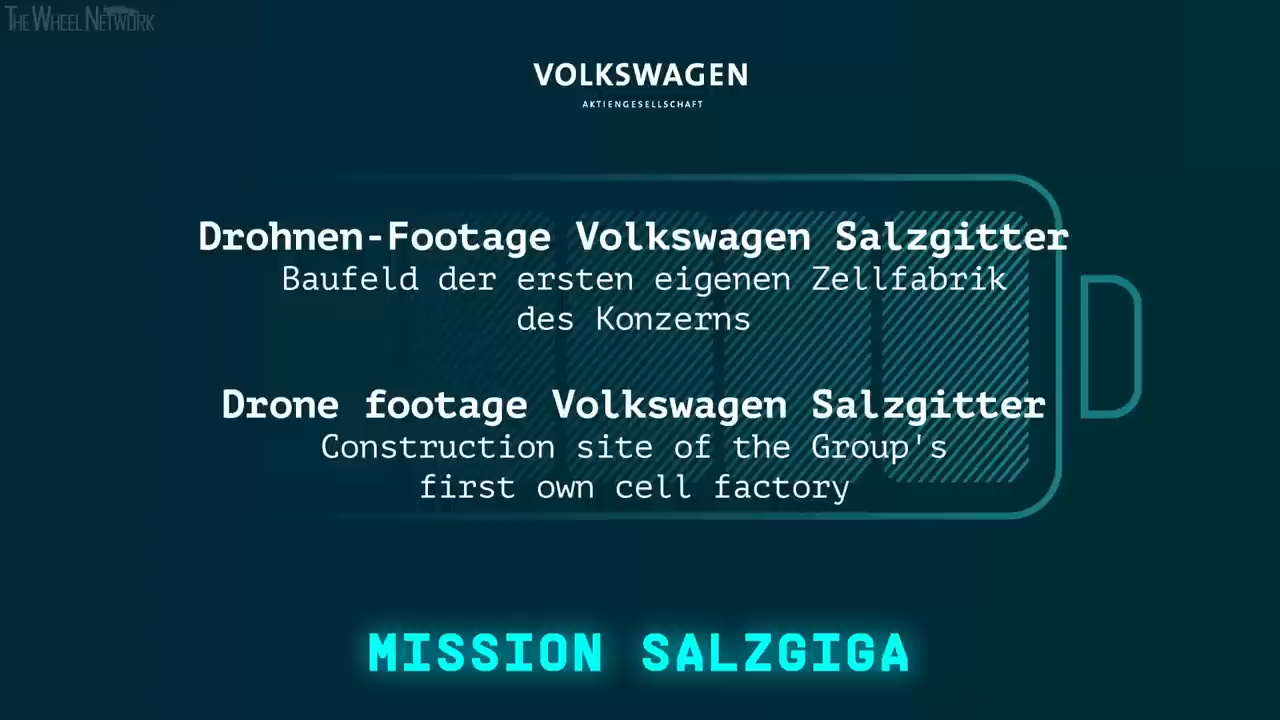 THE WHEEL NETWORK
VOLKSWAGEN
AKTIENGESELLSCHAFT
Drohnen-Footage Volkswagen Salzgitter
Baufeld der ersten eigenen Zellfabrik
des Konzerns
Drone footage Volkswagen Salzgitter
Construction site of the Group's
first own cell factory
MISSION SALZGIGA